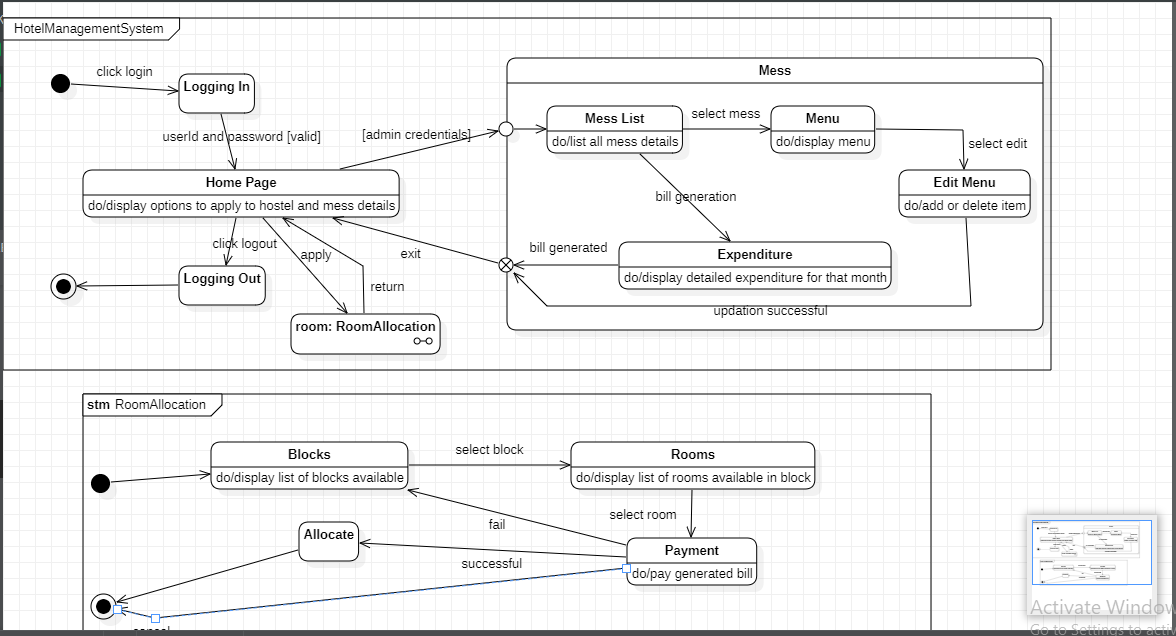 HotelManagementSystem
click login
Logging In
userId and password [valid]
[admin credentials]
Mess
Mess List
do/list all mess details
select mess
Menu
do/display menu
select edit
Edit Menu
do/add or delete item
Home Page
do/display options to apply to hostel and mess details
bill generation
click logout
apply
exit
bill generated
Expenditure
do/display detailed expenditure for that month
Logging Out
return
updation successful
room: RoomAllocation
stm RoomAllocation
Blocks
do/display list of blocks available
select block
Rooms
do/display list of rooms available in block
select room
fail
Allocate
successful
Payment
do/pay generated bill
cancel
Activate Window
Go to Settings to acti